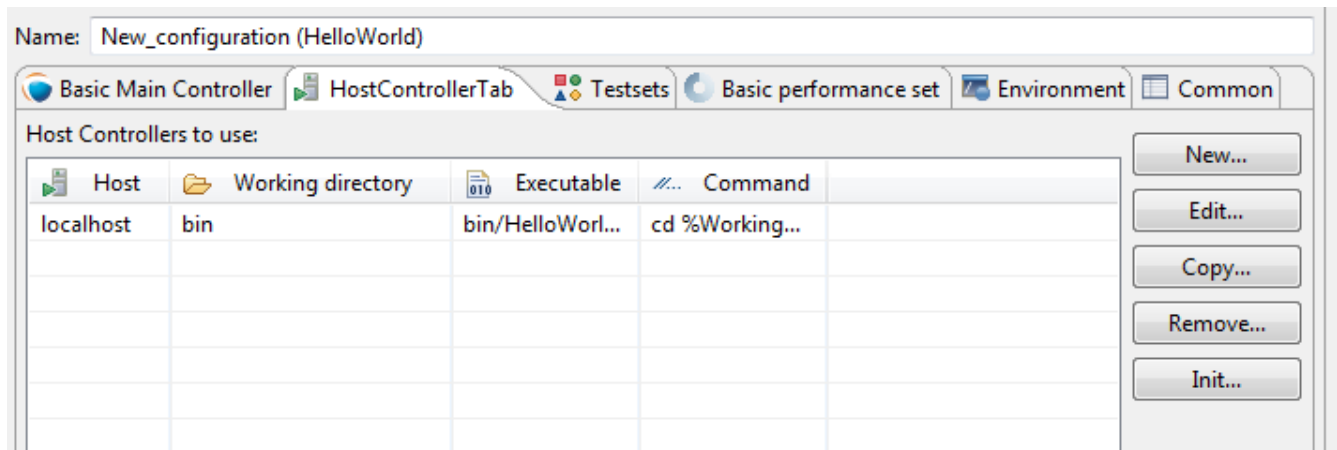 Name: New_configuration (HelloWorld)
Basic Main Controller HostControllerTab Testsets Basic performance set Environment Common
Host Controllers to use:
New...
Host Working directory Executable Command
Edit...
localhost bin bin/HelloWorl... cd %Working...
Copy...
Remove...
Init...